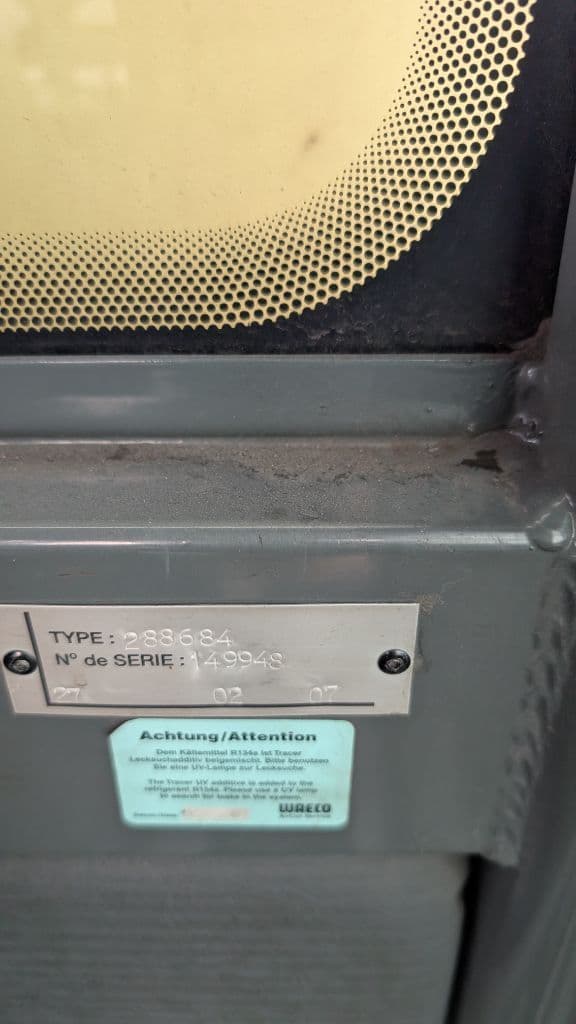 TYPE : 288684
N° de SERIE : 149948
27 02 07
Achtung/Attention
Dem Kältemittel R134a ist Tracer
Lecksuchadditiv beigemischt. Bitte benutzen
Sie eine UV-Lampe zur Lecksuche.
The Tracer UV additive is added to the
refrigerant R134a. Please use a UV lamp
in search for leaks in the system.
WAECO